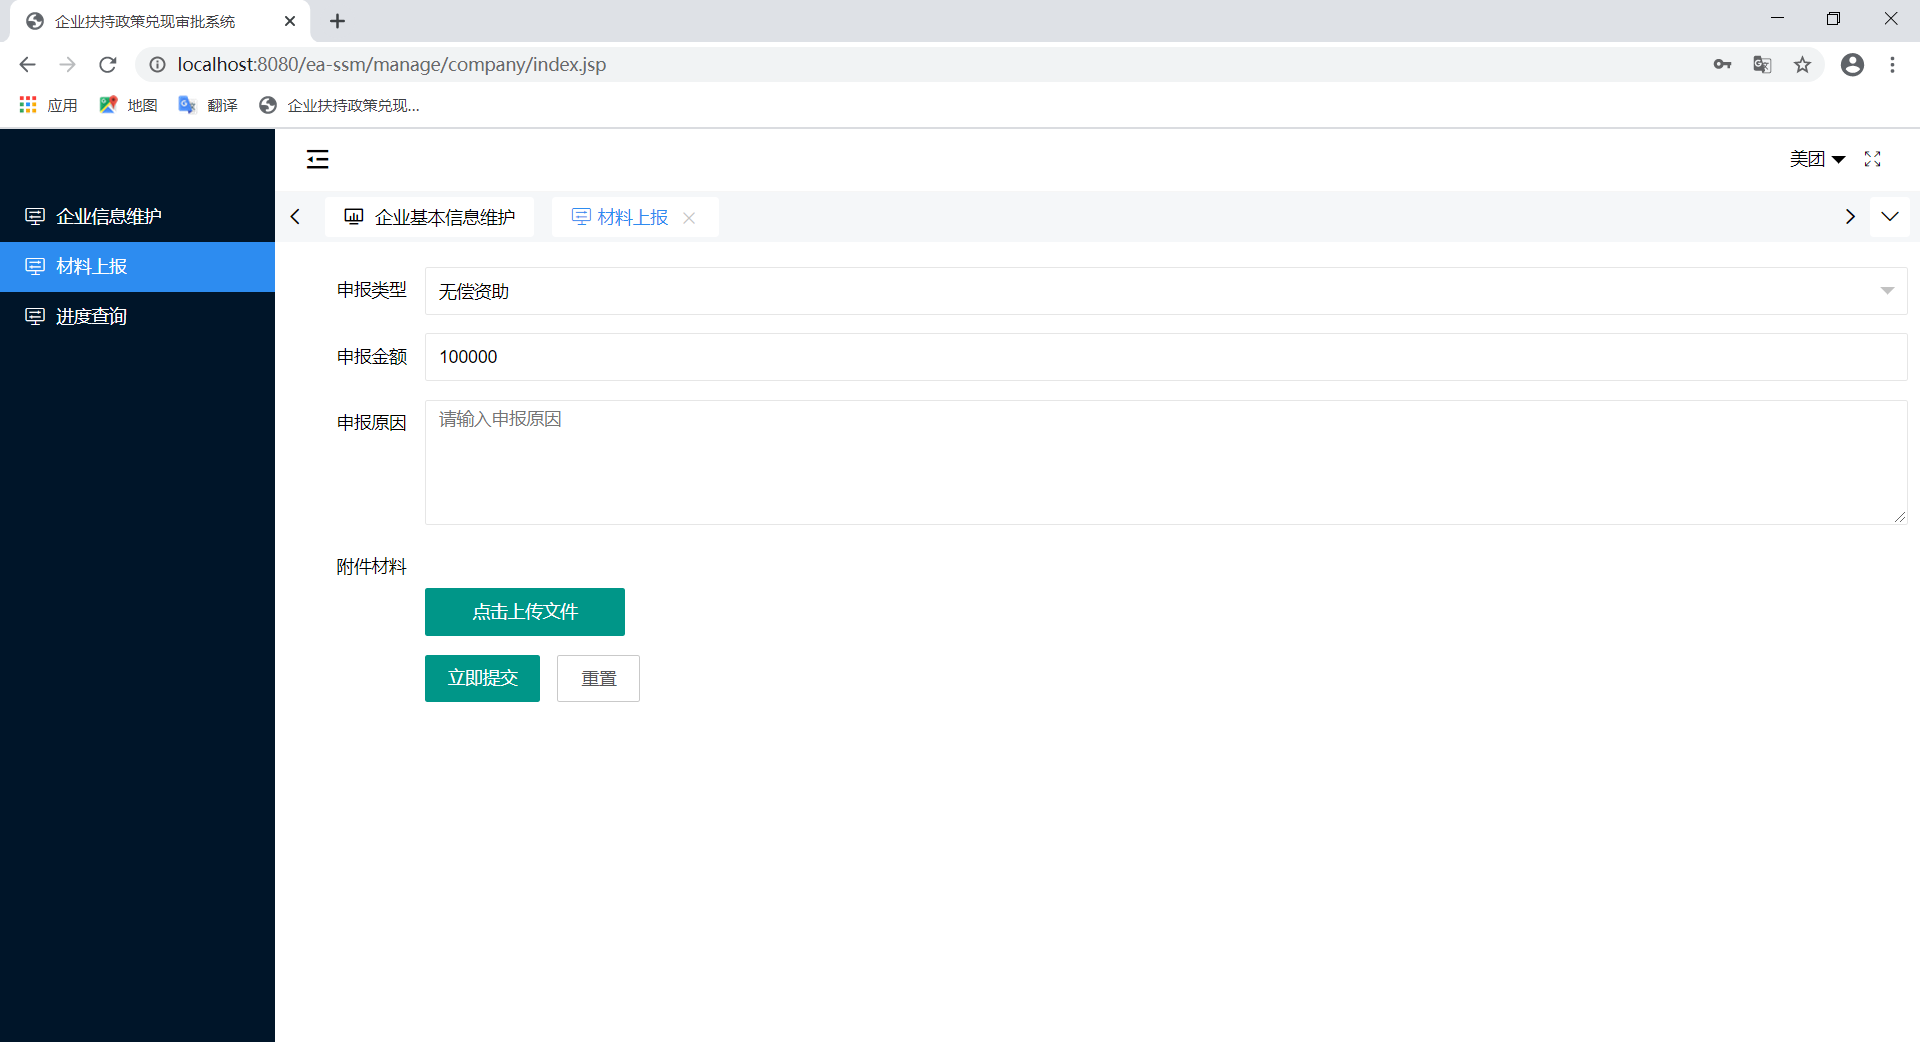 企业扶持政策兑现审批系统
localhost:8080/ea-ssm/manage/company/index.jsp
应用 地图 翻译 企业扶持政策兑现...
美团
企业信息维护
材料上报
进度查询
企业基本信息维护 材料上报
申报类型 无偿资助
申报金额 100000
申报原因 请输入申报原因
附件材料
点击上传文件
立即提交 重置